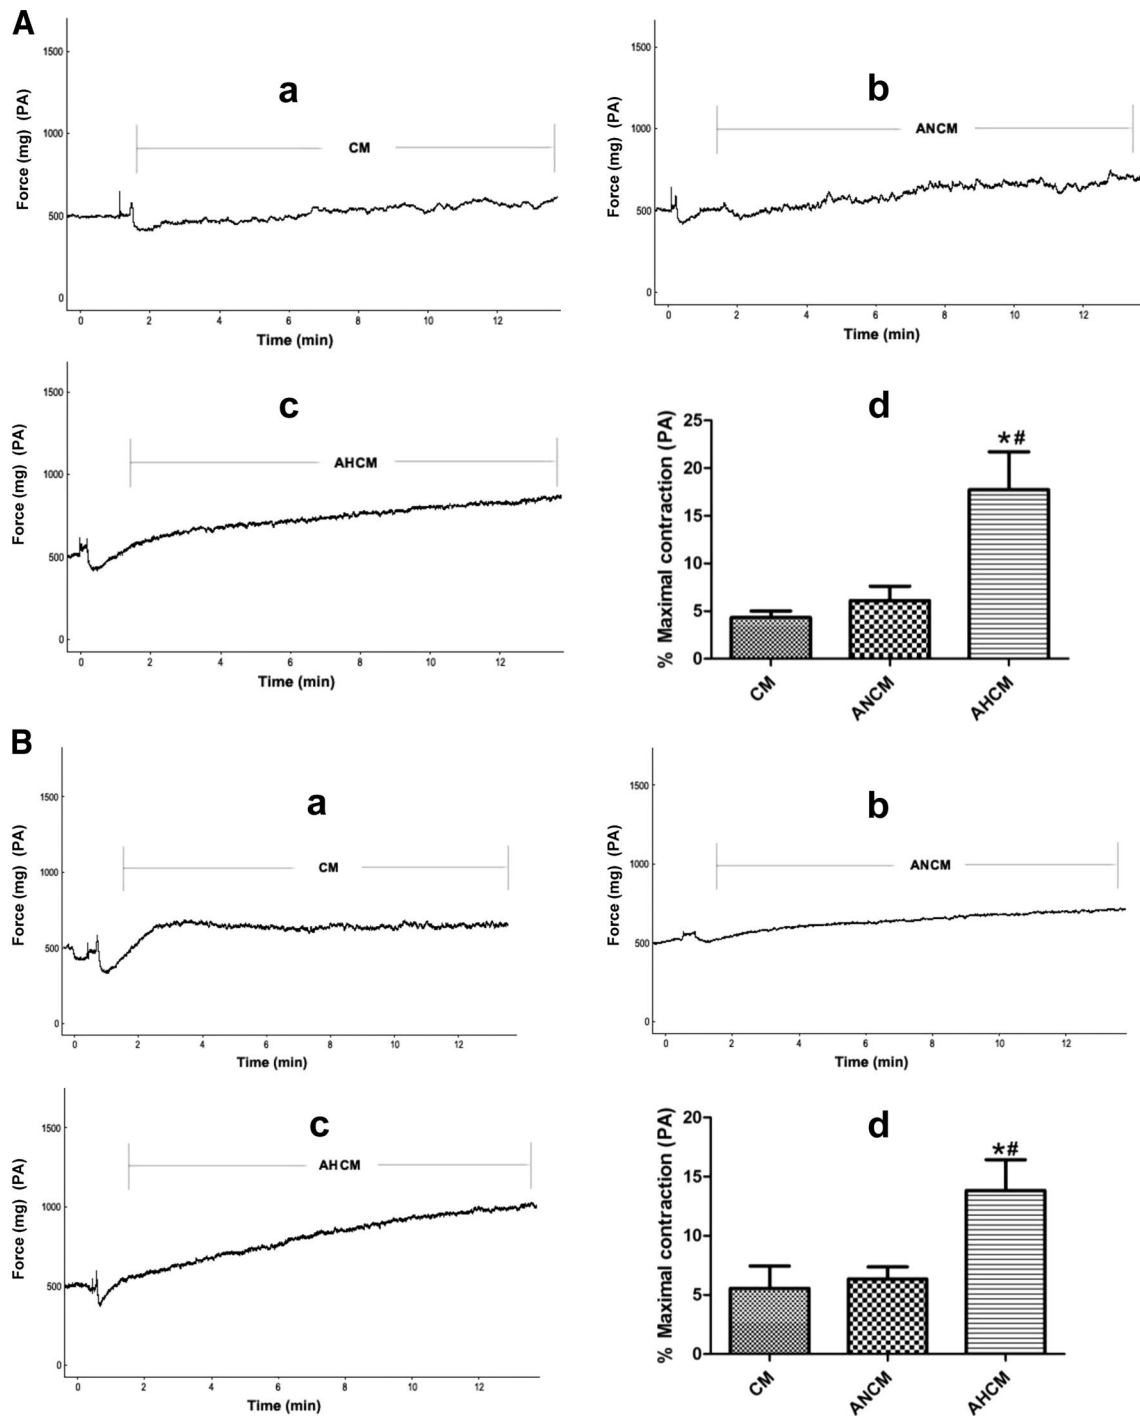 A
a
Force (mg) (PA)
1500
1000
500
0
CM
0 2 4 6 8 10 12
Time (min)
b
Force (mg) (PA)
1500
1000
500
0
ANCM
0 2 4 6 8 10 12
Time (min)
c
Force (mg) (PA)
1500
1000
500
0
AHCM
0 2 4 6 8 10 12
Time (min)
d
% Maximal contraction (PA)
25
20
15
10
5
0
*#
CM ANCM AHCM
B
a
Force (mg) (PA)
1500
1000
500
0
CM
0 2 4 6 8 10 12
Time (min)
b
Force (mg) (PA)
1500
1000
500
0
ANCM
0 2 4 6 8 10 12
Time (min)
c
Force (mg) (PA)
1500
1000
500
0
AHCM
0 2 4 6 8 10 12
Time (min)
d
% Maximal contraction (PA)
20
15
10
5
0
*#
CM ANCM AHCM